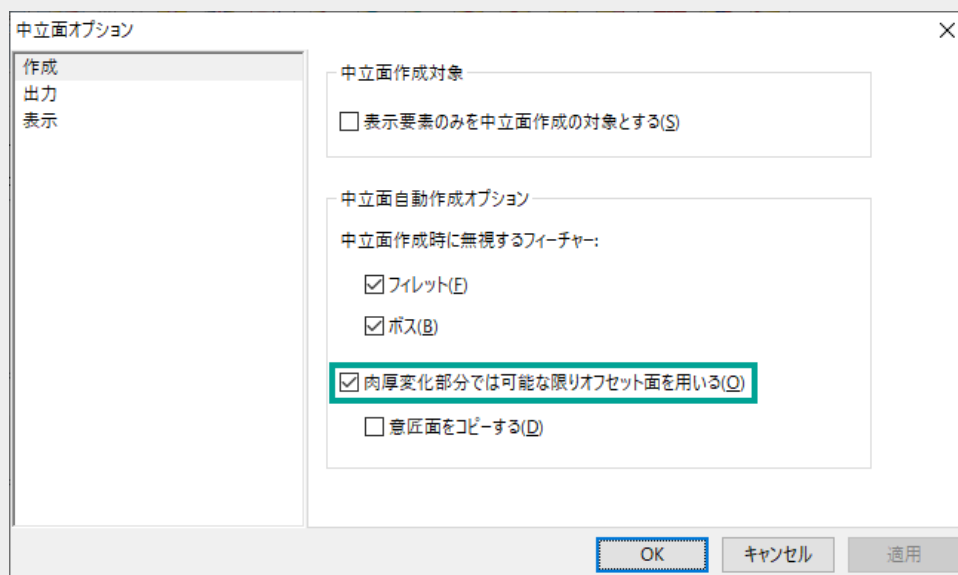 中立面オプション
作成
出力
表示
中立面作成対象
表示要素のみを中立面作成の対象とする(S)
中立面自動作成オプション
中立面作成時に無視するフィーチャー:
フィレット(F)
ボス(B)
肉厚変化部分では可能な限りオフセット面を用いる(O)
意匠面をコピーする(D)
OK
キャンセル
適用